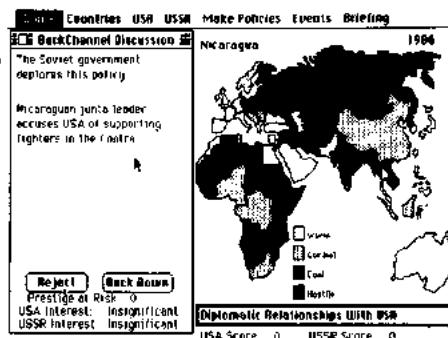 Countries USA USSR Make Policies Events Briefing
BackChannel Discussion
The Soviet government
deplores this policy
Nicaraguan junta leader
accuses USA of supporting
fighters in the Contra
Reject Back Down
Prestige at Risk 0
USA Interest: Insignificant
USSR Interest Insignificant
Nicaragua 1986
Warm
Cordial
Cool
Hostile
Diplomatic Relationships With USA
USA Score 0 USSR Score 0